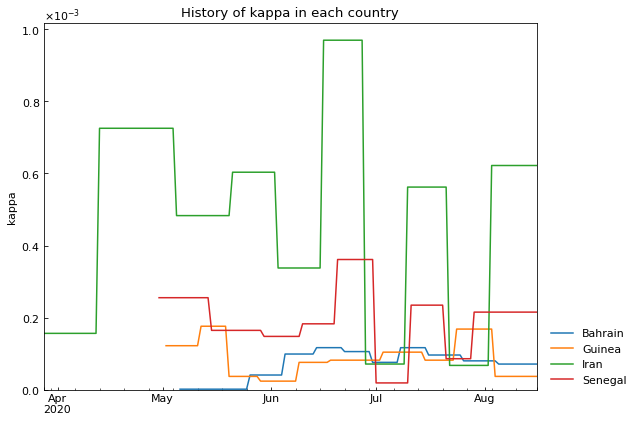 History of kappa in each country
×10⁻³
1.0
0.8
0.6
0.4
0.2
0.0
kappa
Apr
2020
May
Jun
Jul
Aug
Bahrain
Guinea
Iran
Senegal